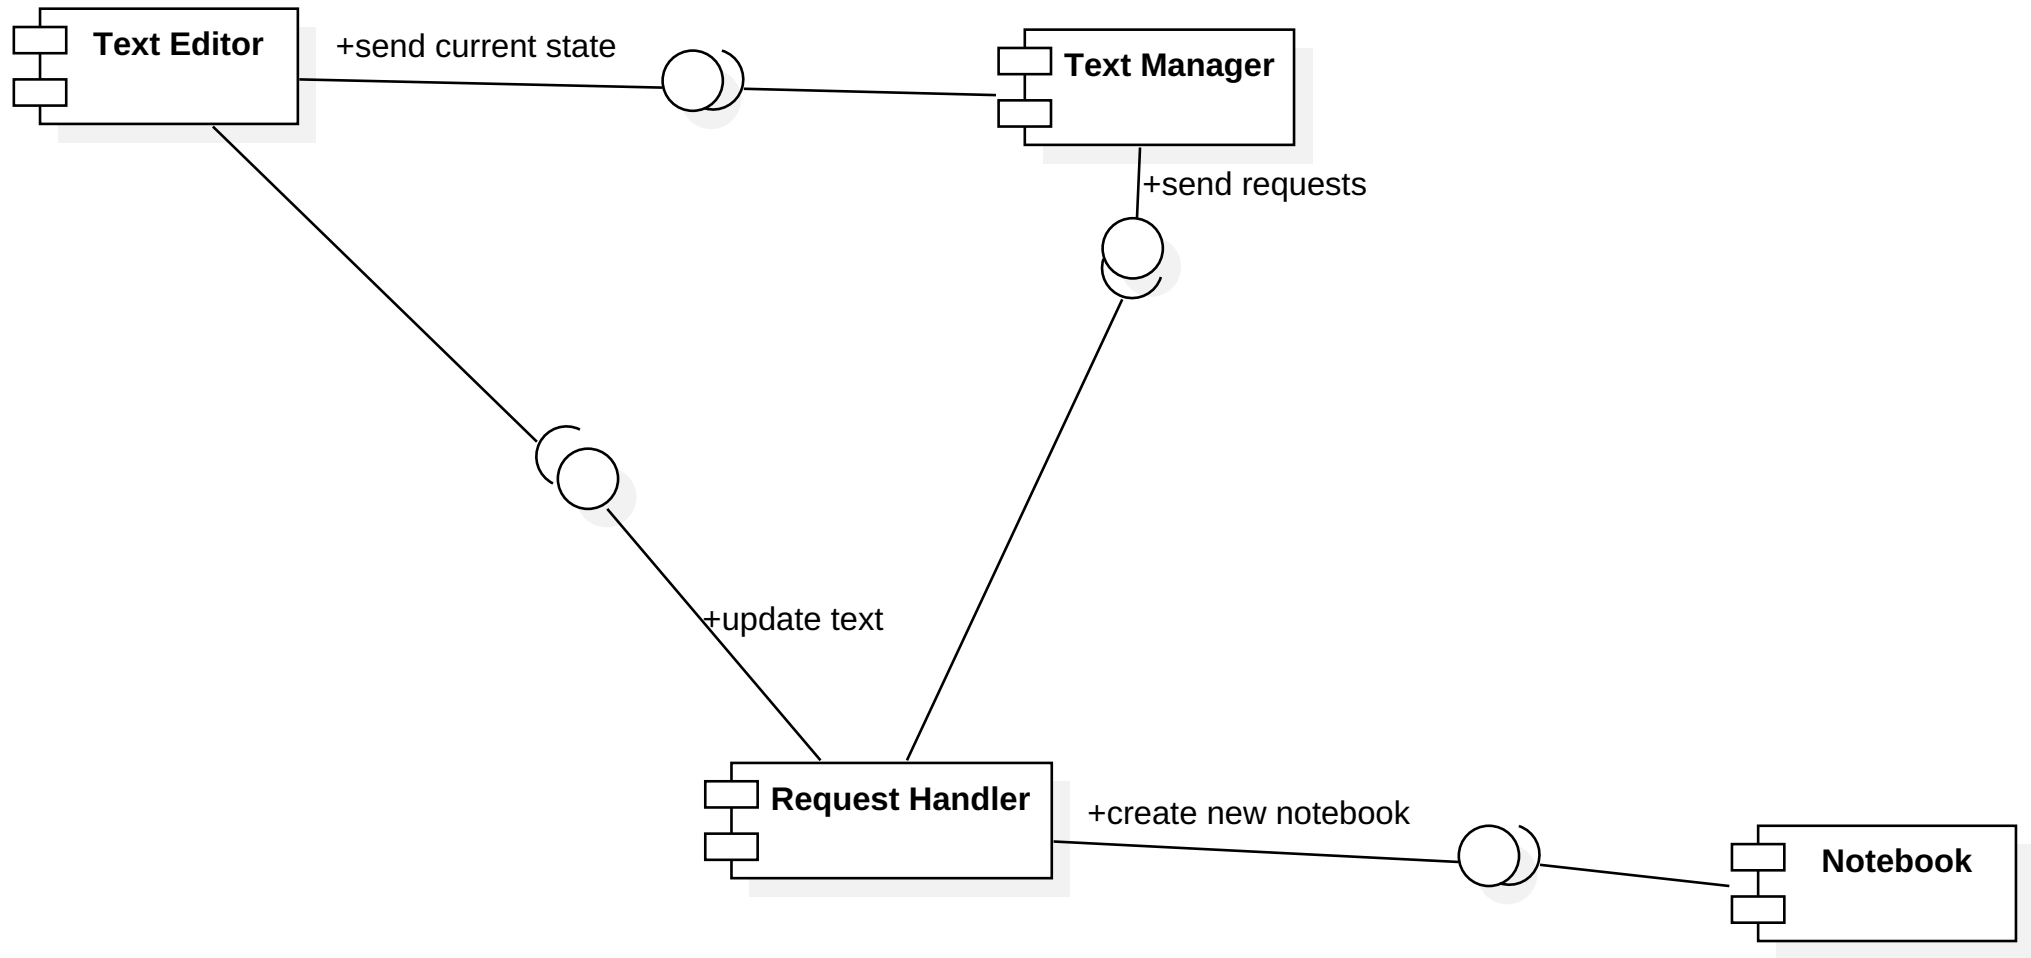 Text Editor
+send current state
Text Manager
+send requests
+update text
Request Handler
+create new notebook
Notebook